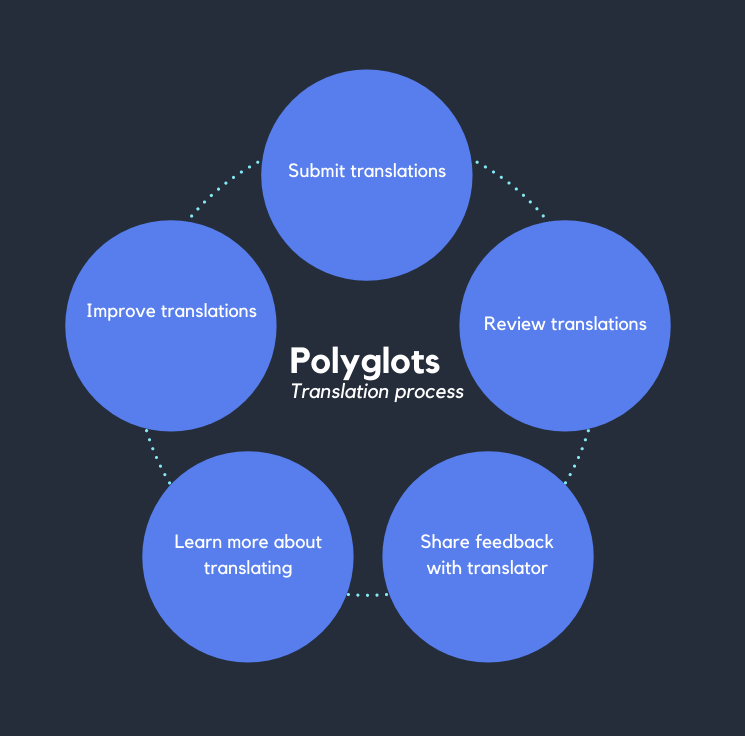 Submit translations
Improve translations
Review translations
Polyglots
Translation process
Learn more about
translating
Share feedback
with translator